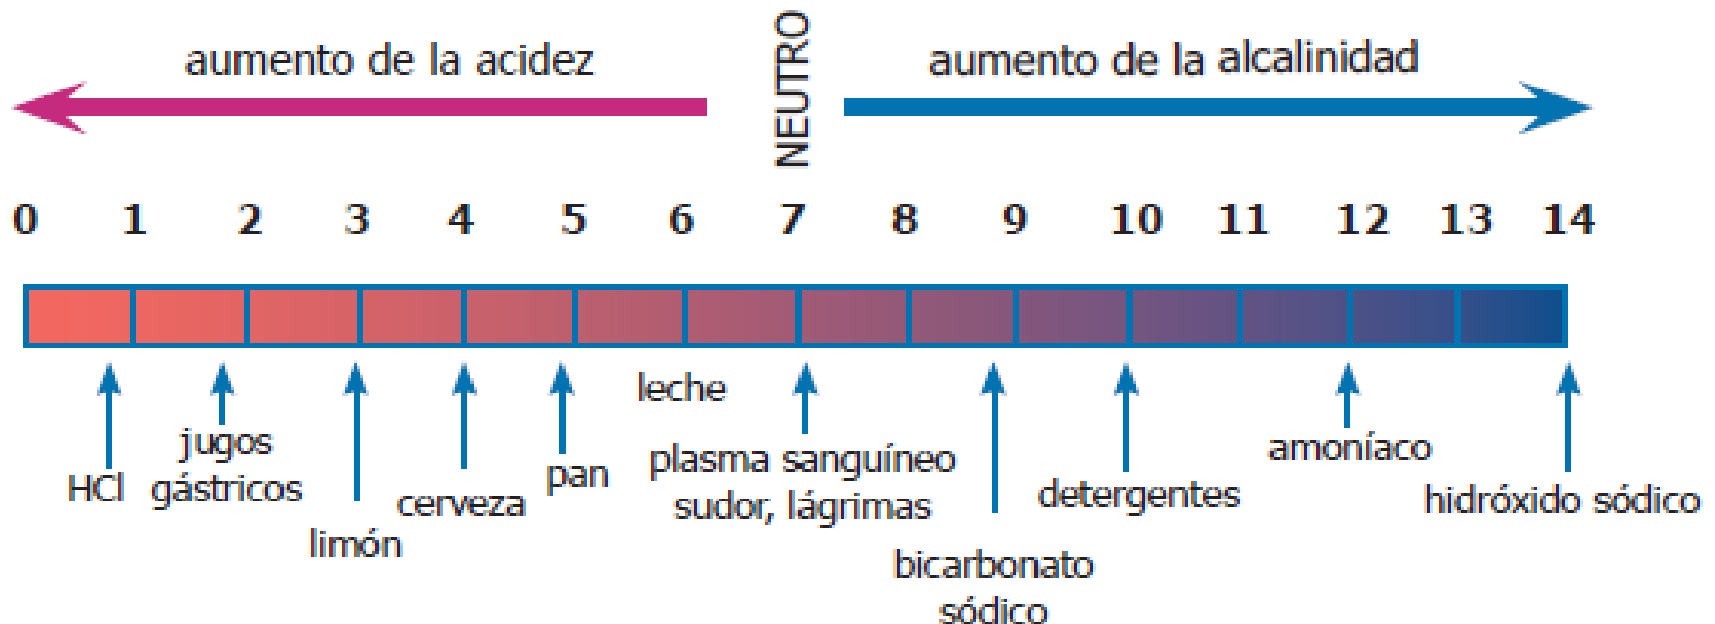 aumento de la acidez
NEUTRO
aumento de la alcalinidad
0 1 2 3 4 5 6 7 8 9 10 11 12 13 14
HCl
jugos
gástricos
limón
cerveza
pan
leche
plasma sanguíneo
sudor, lágrimas
bicarbonato
sódico
detergentes
amoníaco
hidróxido sódico